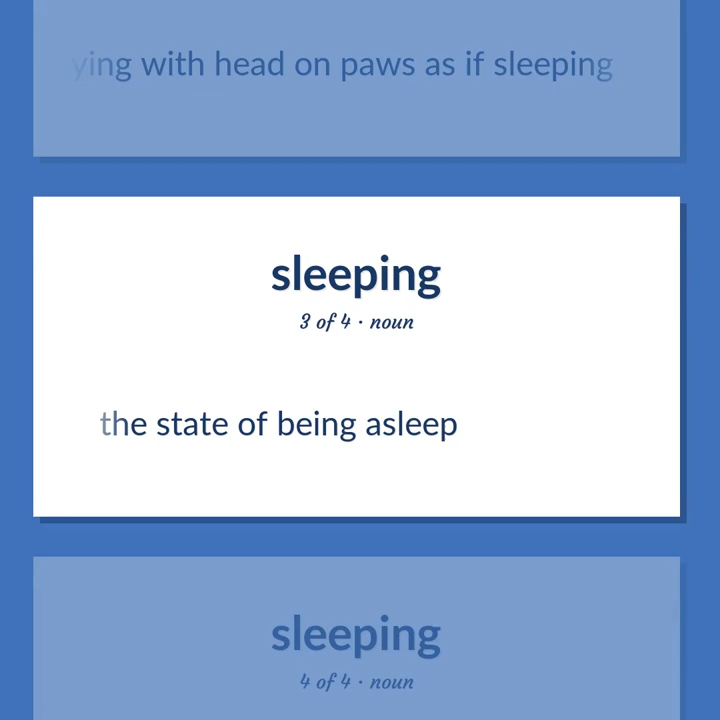 ying with head on paws as if sleeping
sleeping
3 of 4 · noun
the state of being asleep
sleeping
4 of 4 · noun